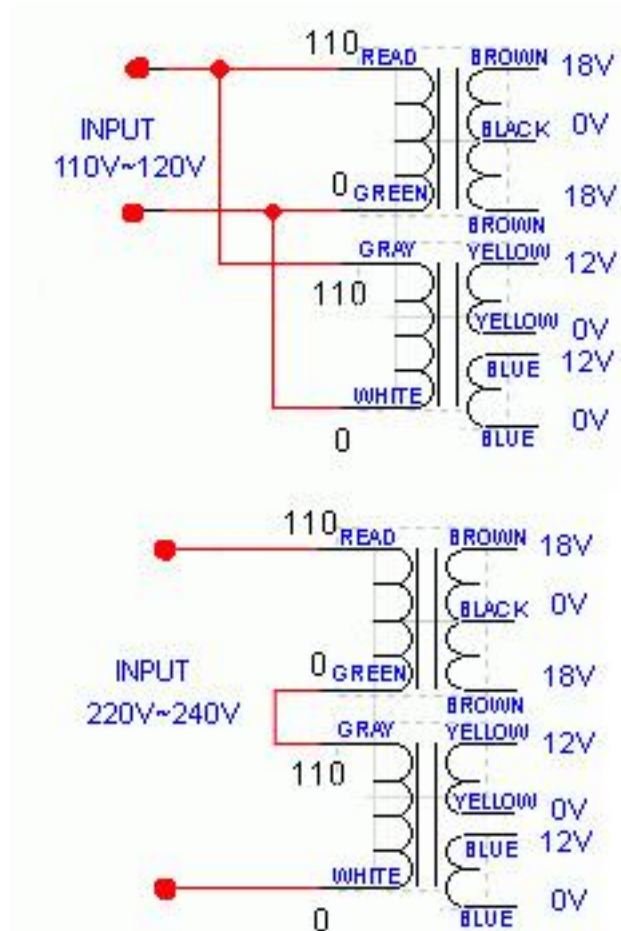 110 READ BROWN 18V
INPUT BLACK 0V
110V~120V
0 GREEN 18V
BROWN
GRAY YELLOW 12V
110
YELLOW 0V
12V
BLUE
WHITE 0V
0 BLUE
110 READ BROWN 18V
BLACK 0V
INPUT 0 GREEN 18V
220V~240V BROWN
GRAY YELLOW 12V
110
YELLOW 0V
BLUE 12V
WHITE 0V
0 BLUE